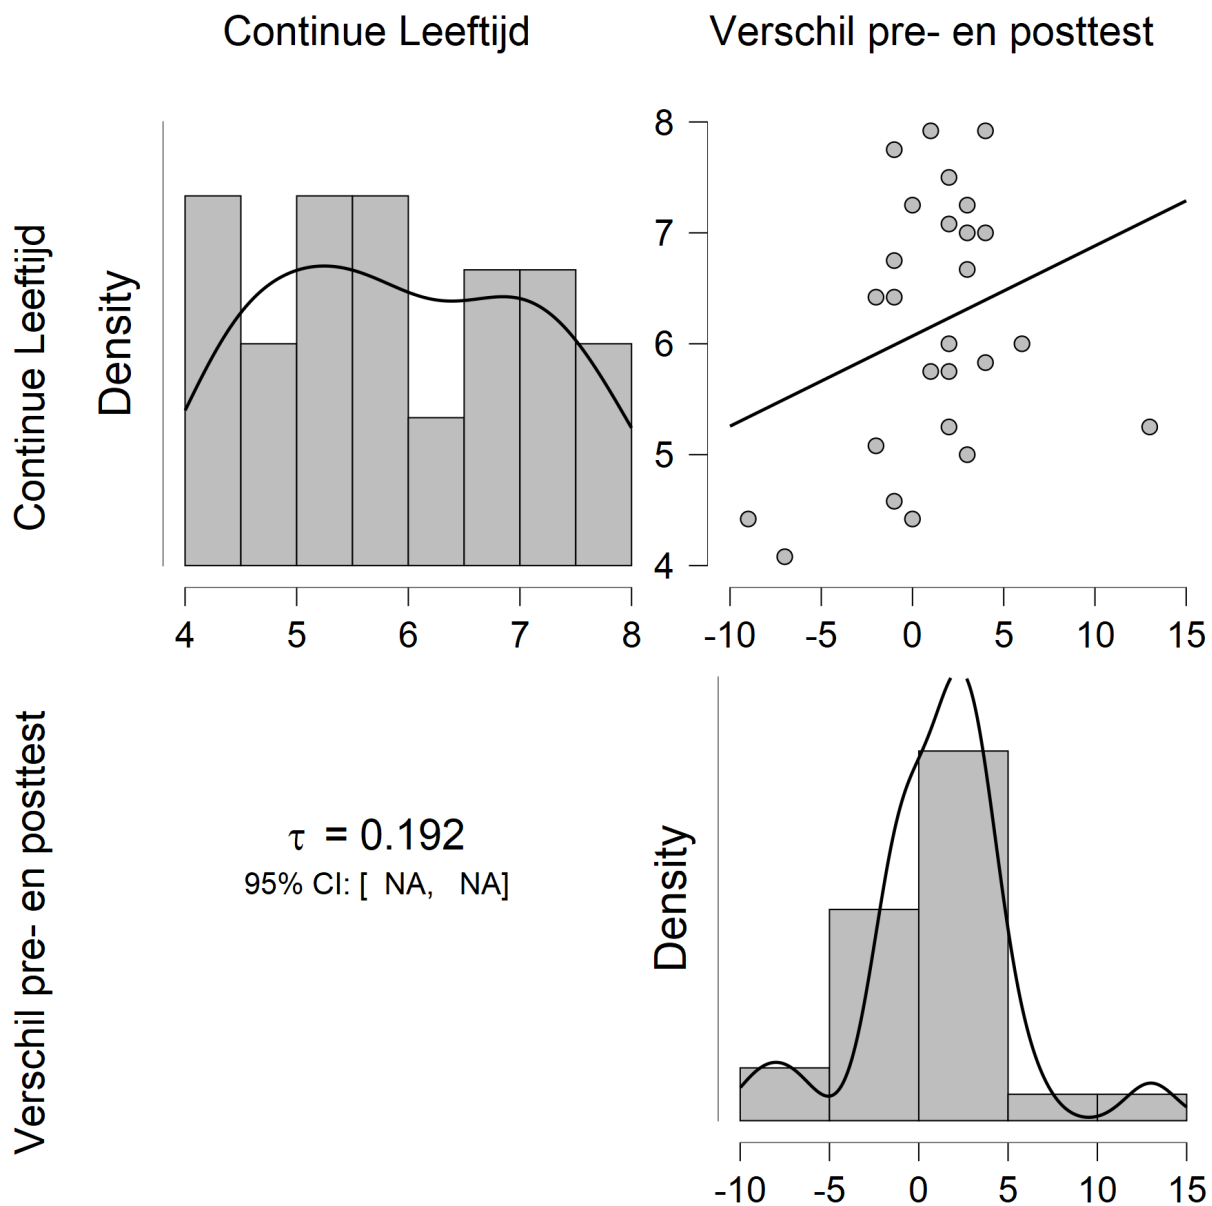 Continue Leeftijd
Verschil pre- en posttest
Continue Leeftijd
Density
4 5 6 7 8
8
7
6
5
4
-10 -5 0 5 10 15
Verschil pre- en posttest
τ = 0.192
95% CI: [ NA, NA]
Density
-10 -5 0 5 10 15